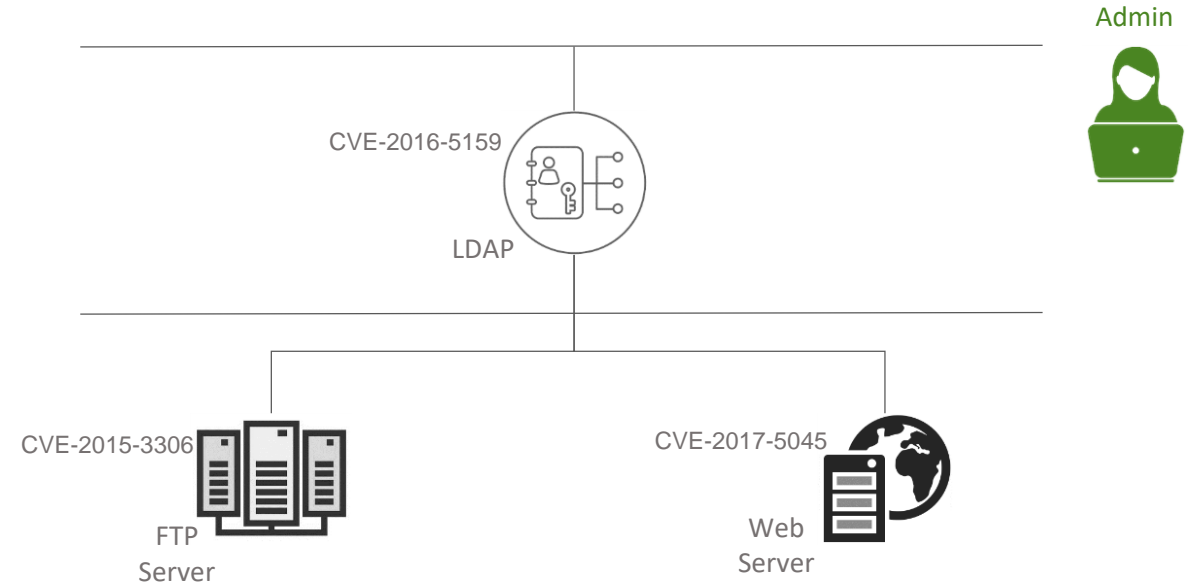 Admin
CVE-2016-5159
LDAP
CVE-2015-3306
CVE-2017-5045
FTP
Server
Web
Server